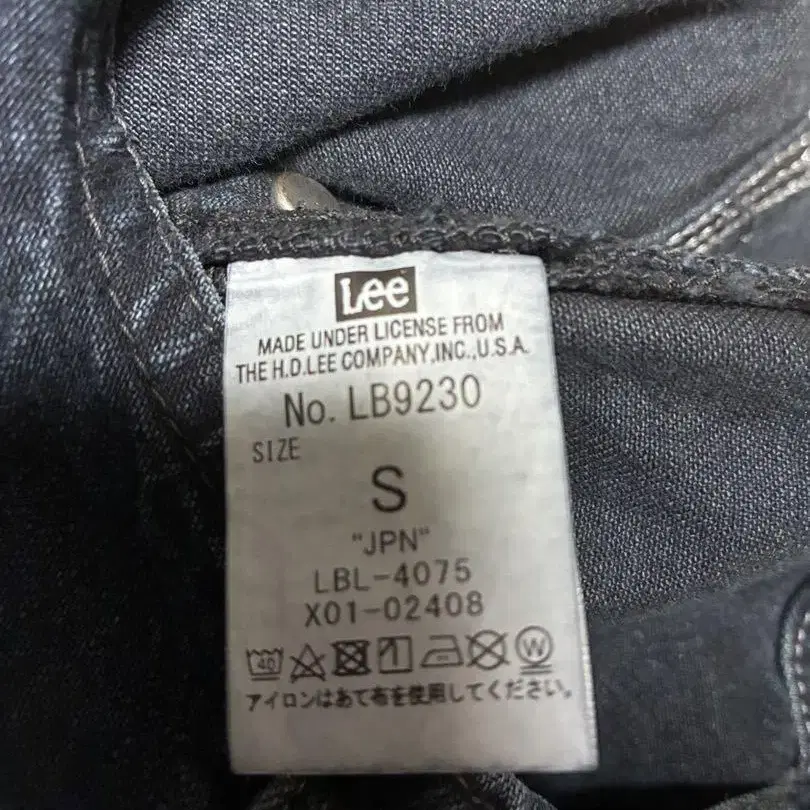 Lee
MADE UNDER LICENSE FROM
THE H.D.LEE COMPANY,INC.,U.S.A.
No. LB9230
SIZE
S
"JPN"
LBL-4075
X01-02408
40 W
アイロンはあて布を使用してください。